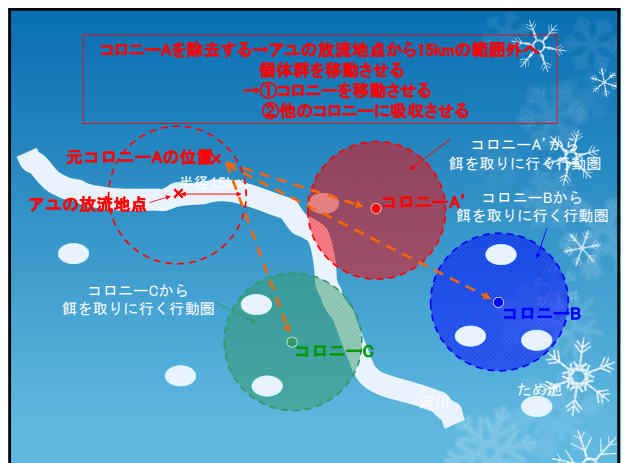 コロニーAを除去する→アユの放流地点から15kmの範囲外へ
個体群を移動させる
→①コロニーを移動させる
②他のコロニーに吸収させる
元コロニーAの位置
半径15km
アユの放流地点
コロニーA'から
餌を取りに行く行動圏
コロニーA'
コロニーBから
餌を取りに行く行動圏
コロニーB
コロニーCから
餌を取りに行く行動圏
コロニーC
ため池
河川